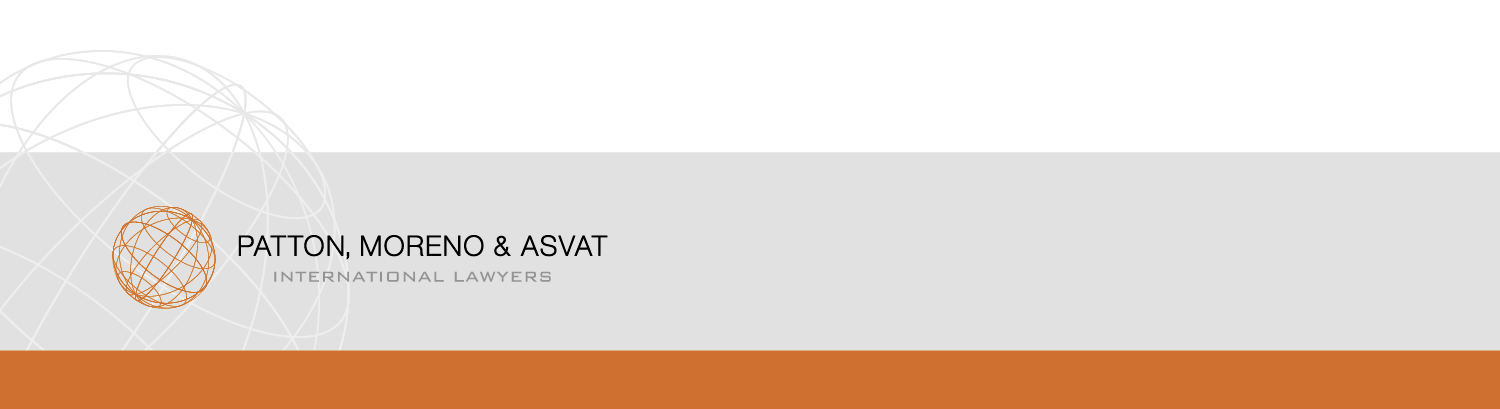 PATTON, MORENO & ASVAT
INTERNATIONAL LAWYERS